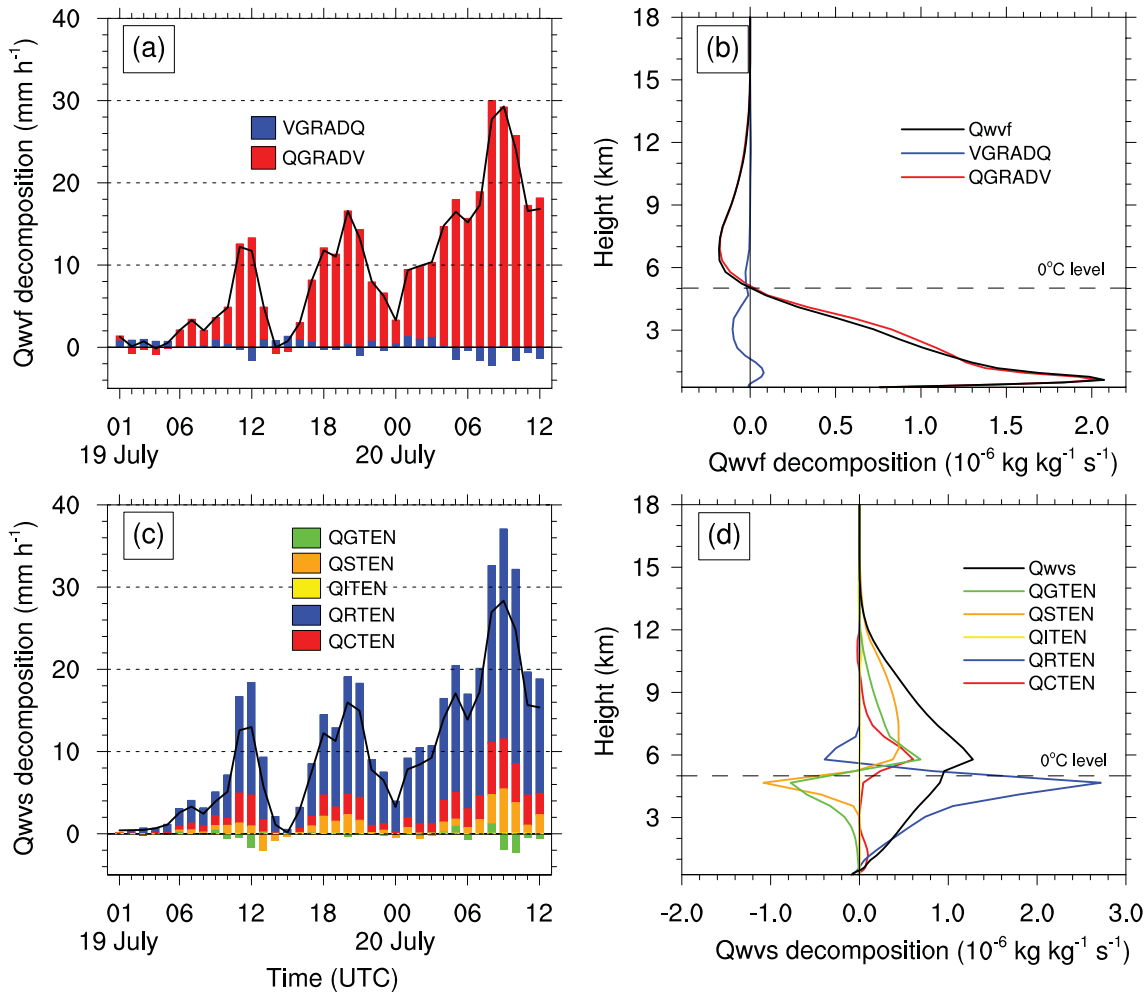 (a)
Qwvf decomposition (mm h-1)
40
30
20
10
0
VGRADQ
QGRADV
01 06 12 18 00 06 12
19 July 20 July
(b)
Height (km)
18
15
12
9
6
3
Qwvf
VGRADQ
QGRADV
0°C level
0.0 0.5 1.0 1.5 2.0
Qwvf decomposition (10-6 kg kg-1 s-1)
(c)
Qwvs decomposition (mm h-1)
40
30
20
10
0
QGTEN
QSTEN
QITEN
QRTEN
QCTEN
01 06 12 18 00 06 12
19 July 20 July
Time (UTC)
(d)
Height (km)
18
15
12
9
6
3
Qwvs
QGTEN
QSTEN
QITEN
QRTEN
QCTEN
0°C level
-2.0 -1.0 0.0 1.0 2.0 3.0
Qwvs decomposition (10-6 kg kg-1 s-1)